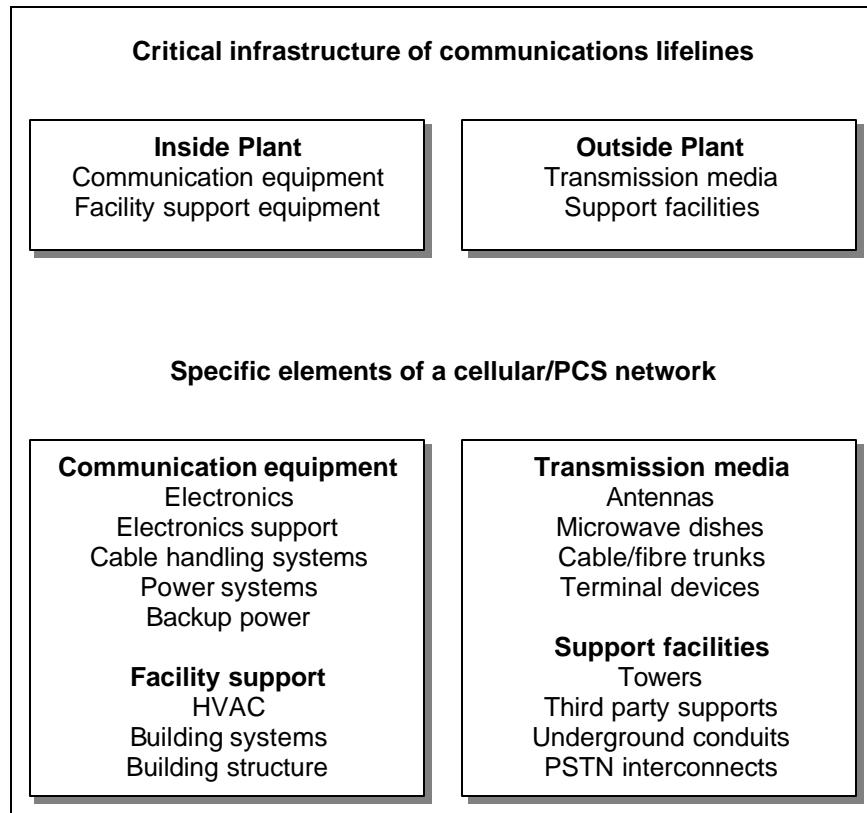 Critical infrastructure of communications lifelines
Inside Plant
Communication equipment
Facility support equipment
Outside Plant
Transmission media
Support facilities
Specific elements of a cellular/PCS network
Communication equipment
Electronics
Electronics support
Cable handling systems
Power systems
Backup power
Facility support
HVAC
Building systems
Building structure
Transmission media
Antennas
Microwave dishes
Cable/fibre trunks
Terminal devices
Support facilities
Towers
Third party supports
Underground conduits
PSTN interconnects